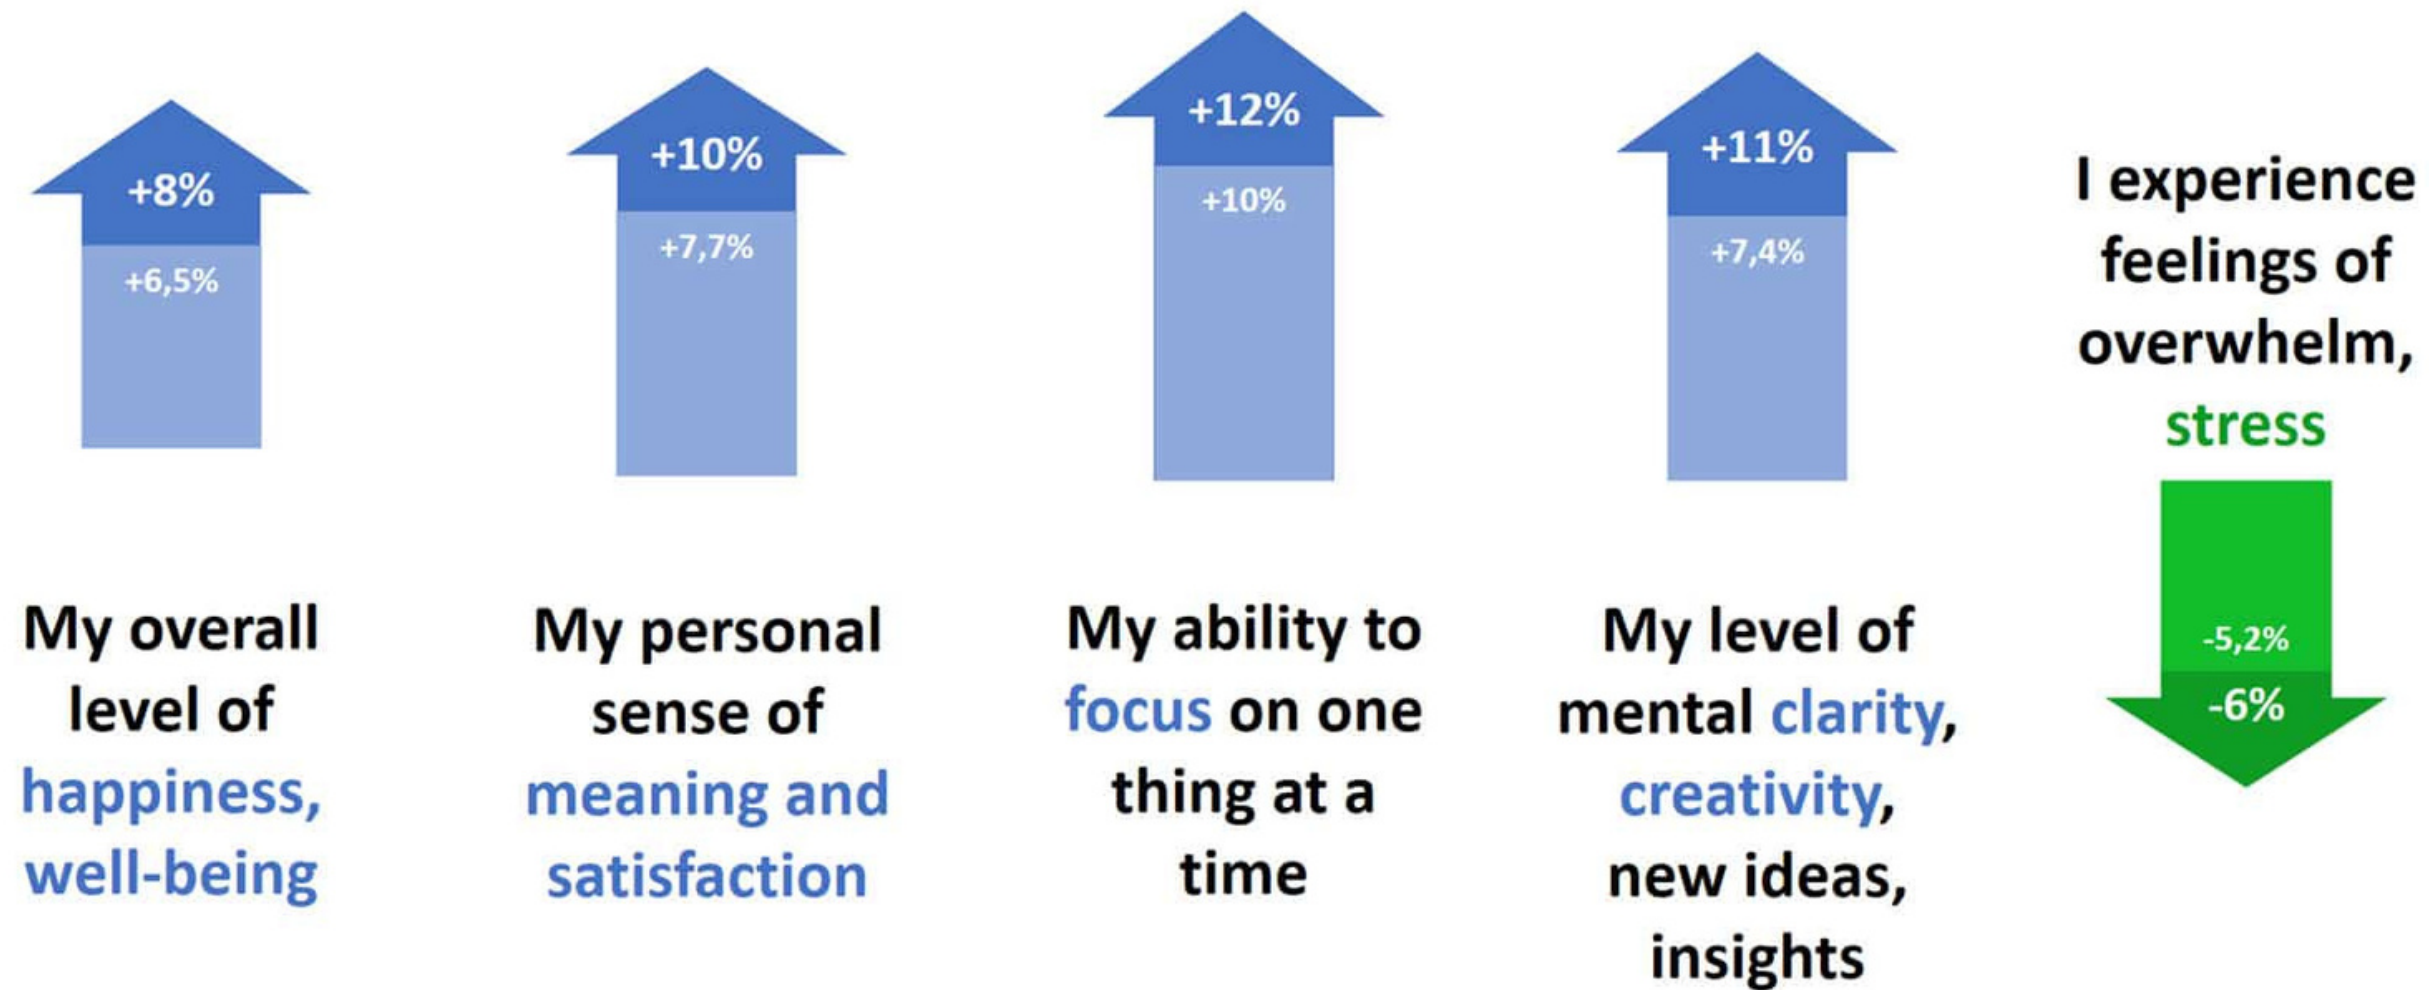 +8%
+6,5%
My overall
level of
happiness,
well-being
+10%
+7,7%
My personal
sense of
meaning and
satisfaction
+12%
+10%
My ability to
focus on one
thing at a
time
+11%
+7,4%
My level of
mental clarity,
creativity,
new ideas,
insights
I experience
feelings of
overwhelm,
stress
-5,2%
-6%